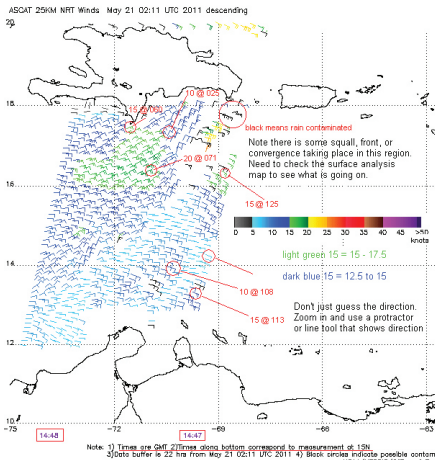 ASCAT 25KM NRT Winds May 21 02:11 UTC 2011 descending
20
10 @ 025
18
black means rain contaminated
Note there is some squall, front, or
convergence taking place in this region.
Need to check the surface analysis
map to see what is going on.
20 @ 071
16
15 @ 125
0 5 10 15 20 25 30 35 40 45 >50
knots
light green 15 = 15 - 17.5
14
dark blue 15 = 12.5 to 15
10 @ 108
Don't just guess the direction.
Zoom in and use a protractor
or line tool that shows direction
15 @ 113
12
10
-75 -72 -69 -66 -63
14:48 14:47
Note: 1) Times are GMT 2)Times along bottom correspond to measurement at 15N
3)Data buffer is 22 hrs from May 21 02:11 UTC 2011 4) Black circles indicate possible contam